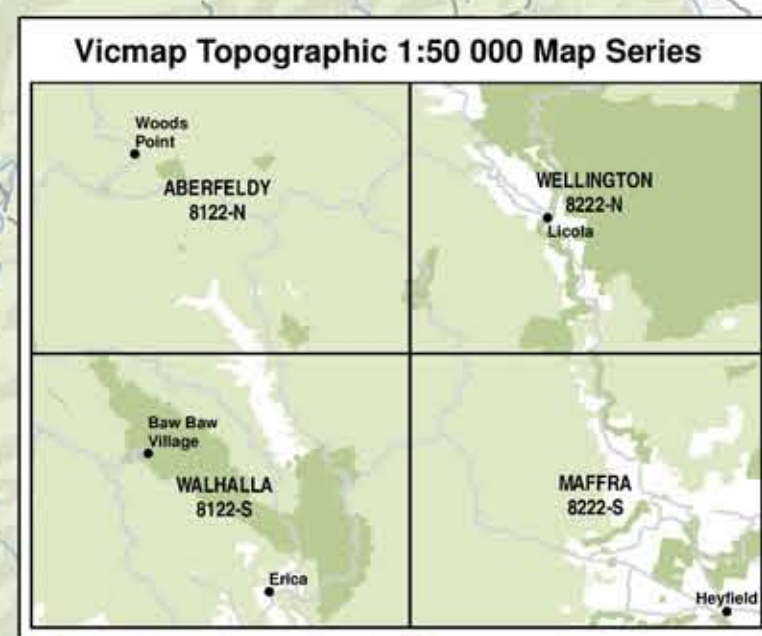 Vicmap Topographic 1:50 000 Map Series
Woods
Point
ABERFELDY
8122-N
WELLINGTON
8222-N
Licola
Baw Baw
Village
WALHALLA
8122-S
Erica
MAFFRA
8222-S
Heyfield